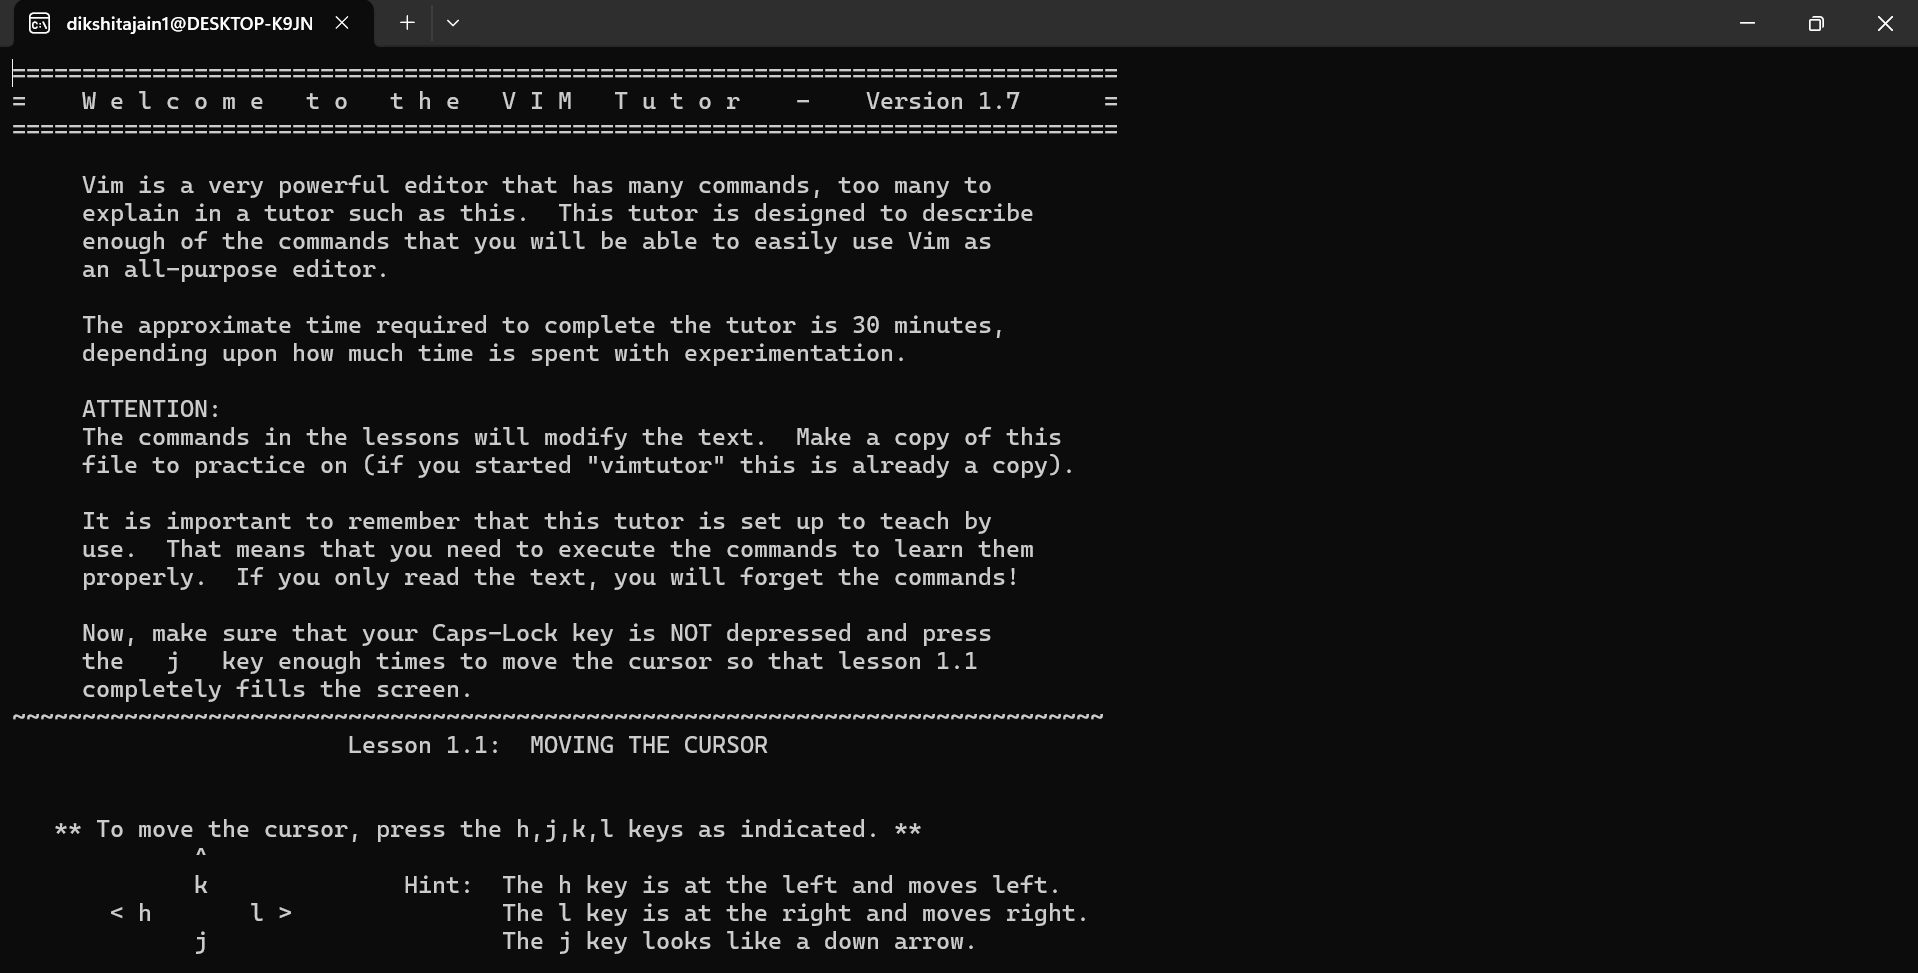 dikshitajain1@DESKTOP-K9JN
===============================================================================
=    W e l c o m e   t o   t h e   V I M   T u t o r    -    Version 1.7      =
===============================================================================
Vim is a very powerful editor that has many commands, too many to
explain in a tutor such as this.  This tutor is designed to describe
enough of the commands that you will be able to easily use Vim as
an all-purpose editor.
The approximate time required to complete the tutor is 30 minutes,
depending upon how much time is spent with experimentation.
ATTENTION:
The commands in the lessons will modify the text.  Make a copy of this
file to practice on (if you started "vimtutor" this is already a copy).
It is important to remember that this tutor is set up to teach by
use.  That means that you need to execute the commands to learn them
properly.  If you only read the text, you will forget the commands!
Now, make sure that your Caps-Lock key is NOT depressed and press
the   j   key enough times to move the cursor so that lesson 1.1
completely fills the screen.
~~~~~~~~~~~~~~~~~~~~~~~~~~~~~~~~~~~~~~~~~~~~~~~~~~~~~~~~~~~~~~~~~~~~~~~~~~~~~~
Lesson 1.1:  MOVING THE CURSOR
** To move the cursor, press the h,j,k,l keys as indicated. **
^
k              Hint:  The h key is at the left and moves left.
< h       l >               The l key is at the right and moves right.
j                     The j key looks like a down arrow.